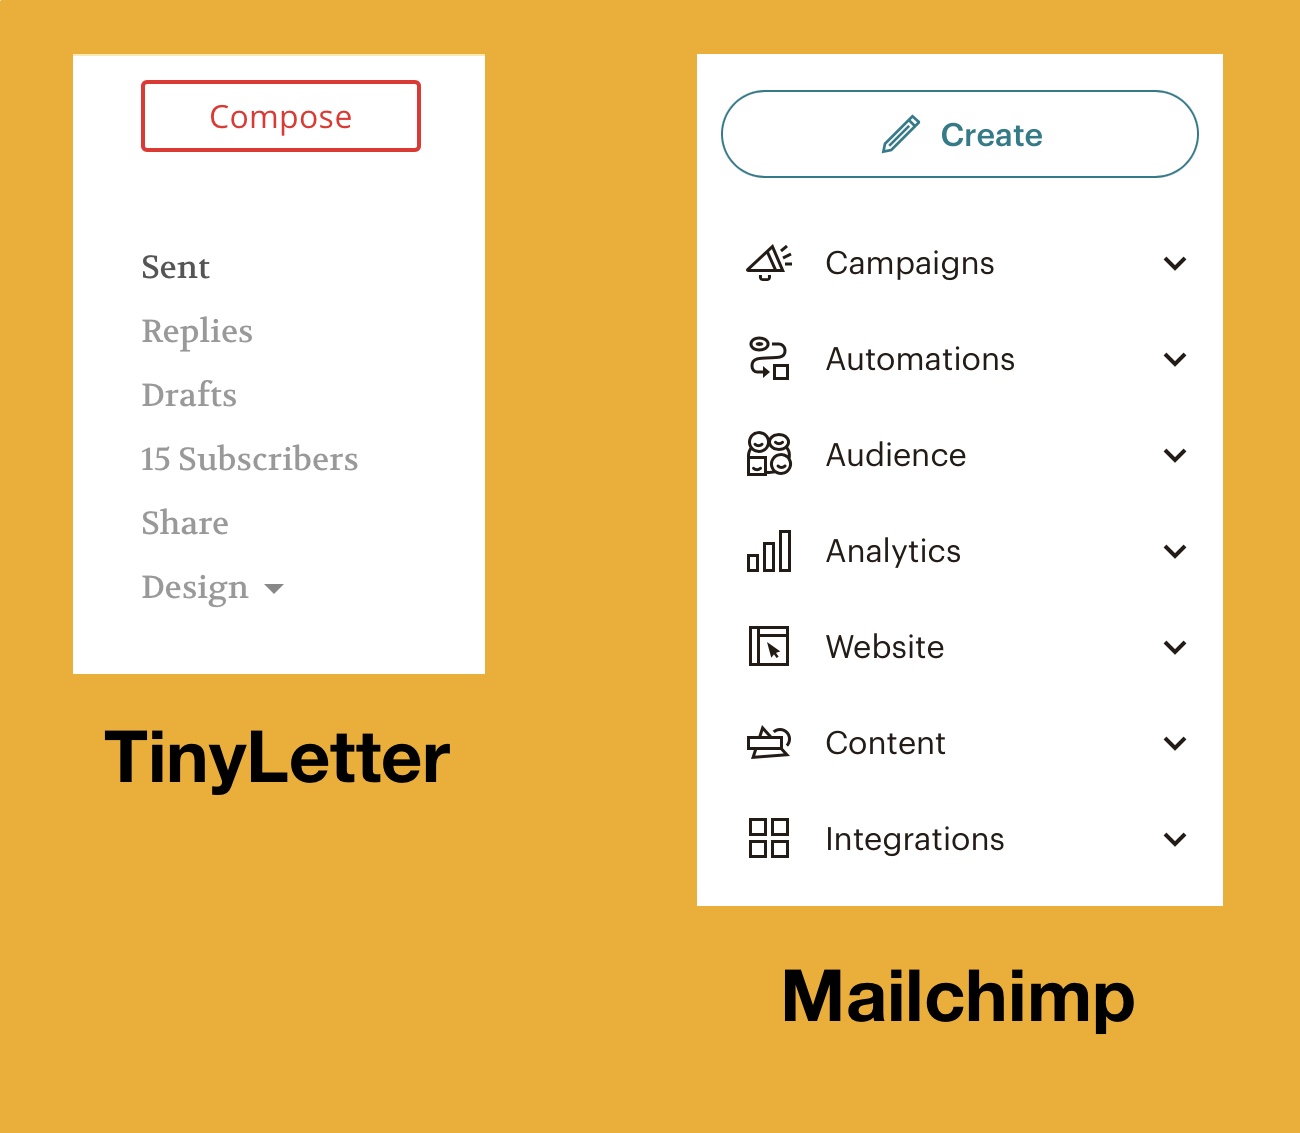 Compose
Sent
Replies
Drafts
15 Subscribers
Share
Design
TinyLetter
Create
Campaigns
Automations
Audience
Analytics
Website
Content
Integrations
Mailchimp